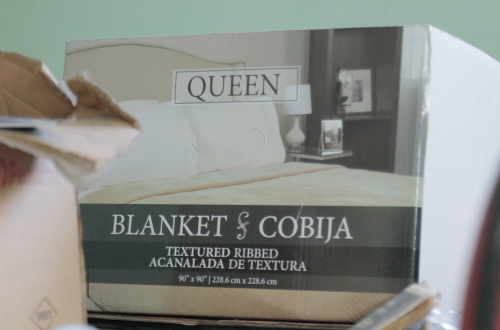 QUEEN
BLANKET & COBIJA
TEXTURED RIBBED
ACANALADA DE TEXTURA
90" x 90" | 228.6 cm x 228.6 cm